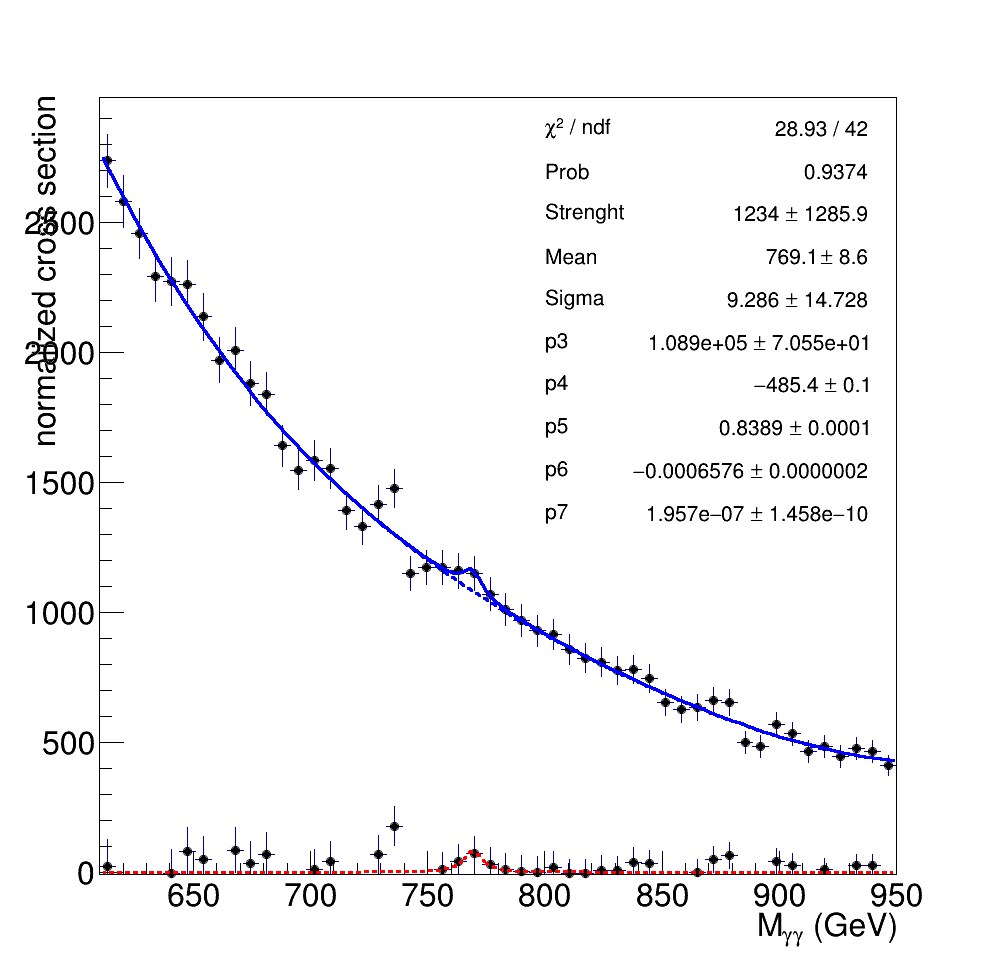 normalized cross section
2500
2000
1500
1000
500
0
χ² / ndf 28.93 / 42
Prob 0.9374
Strenght 1234 ± 1285.9
Mean 769.1 ± 8.6
Sigma 9.286 ± 14.728
p3 1.089e+05 ± 7.055e+01
p4 −485.4 ± 0.1
p5 0.8389 ± 0.0001
p6 −0.0006576 ± 0.0000002
p7 1.957e−07 ± 1.458e−10
650 700 750 800 850 900 950
Mγγ (GeV)